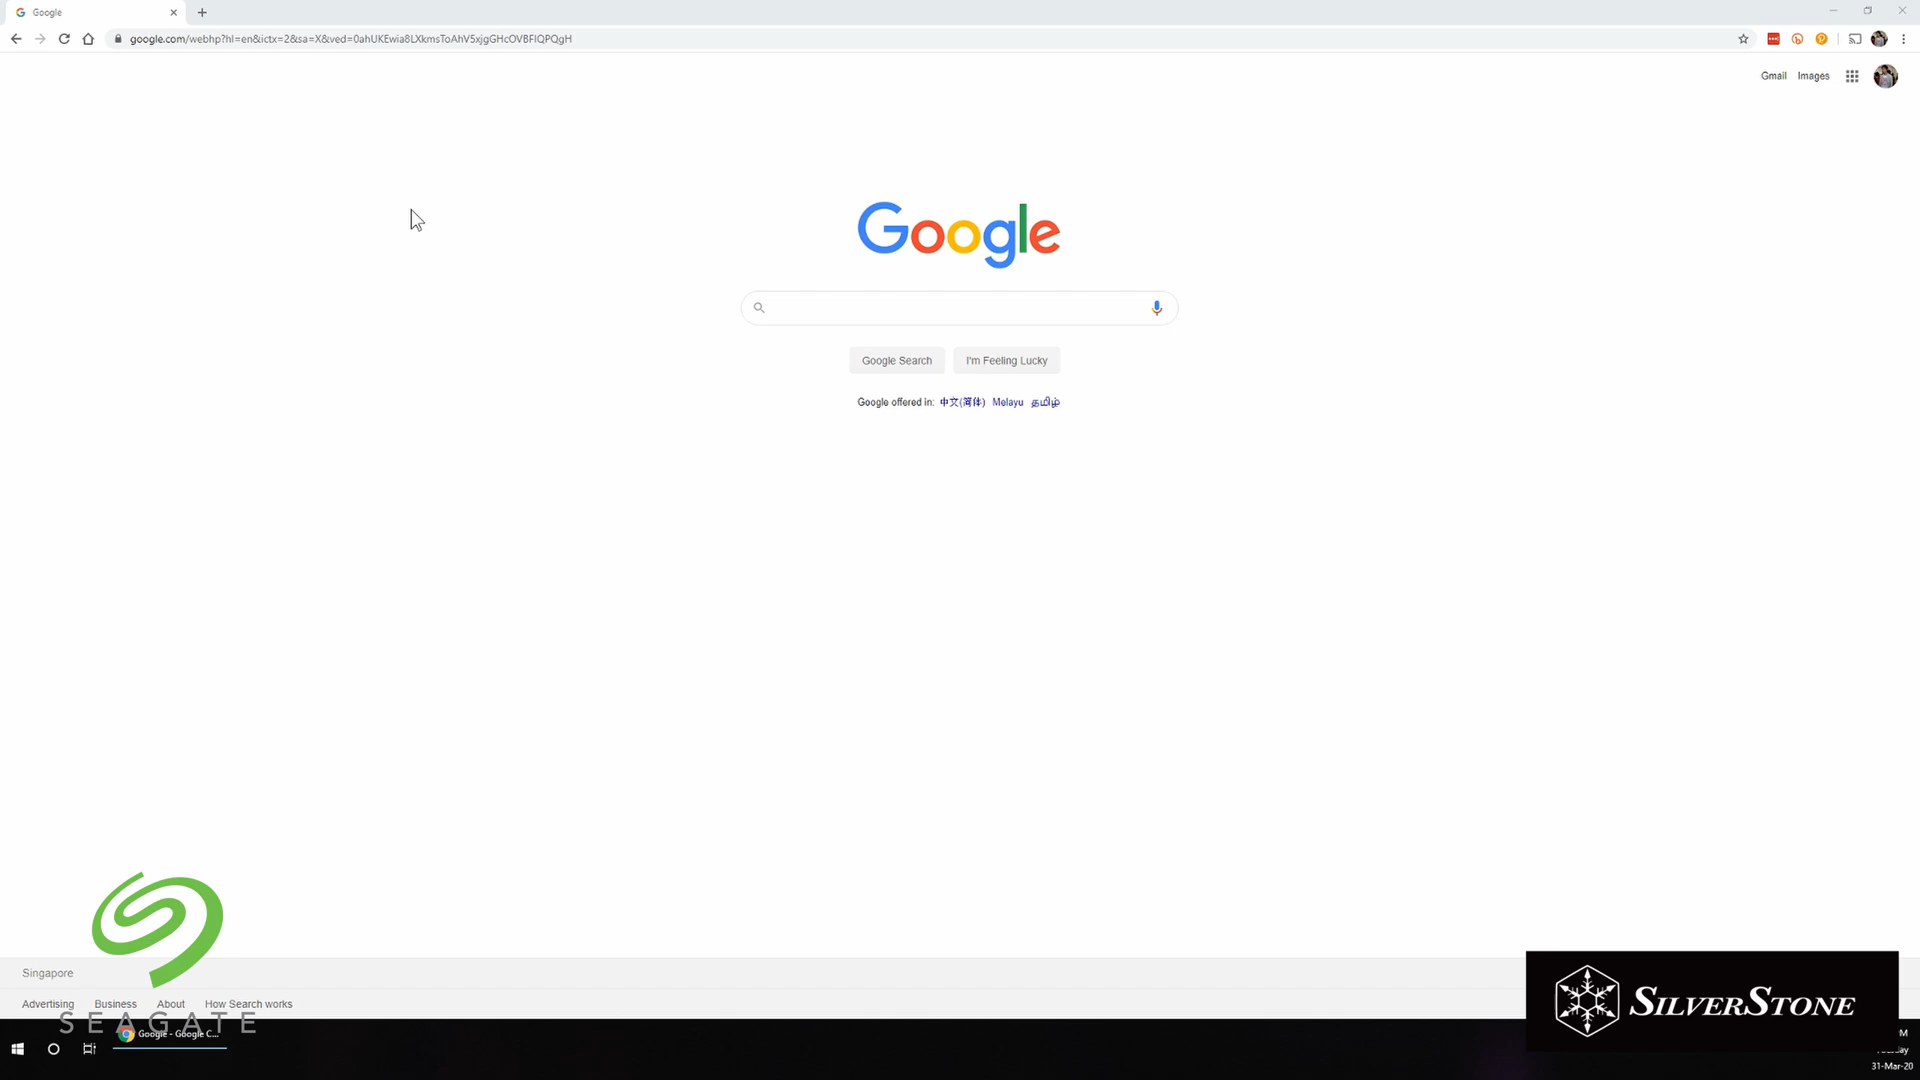 Google
google.com/webhp?hl=en&ictx=2&sa=X&ved=0ahUKEwia8LXkmsToAhV5xjgGHcOVBFIQPQgH
Gmail Images
Google
Google Search I'm Feeling Lucky
Google offered in: 中文(简体) Melayu தமிழ்
Singapore
Advertising Business About How Search works
SEAGATE
Google - Google C...
SILVERSTONE
31-Mar-20